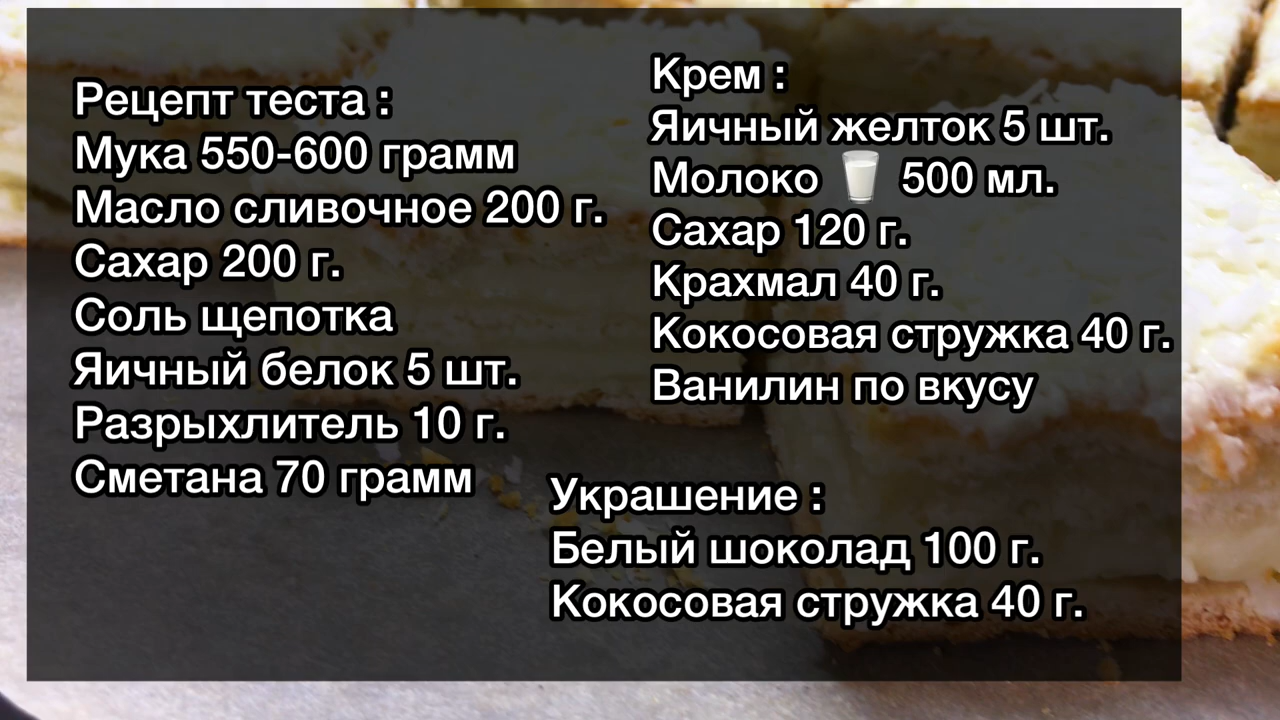 Рецепт теста :
Мука 550-600 грамм
Масло сливочное 200 г.
Сахар 200 г.
Соль щепотка
Яичный белок 5 шт.
Разрыхлитель 10 г.
Сметана 70 грамм
Крем :
Яичный желток 5 шт.
Молоко 🥛 500 мл.
Сахар 120 г.
Крахмал 40 г.
Кокосовая стружка 40 г.
Ванилин по вкусу
Украшение :
Белый шоколад 100 г.
Кокосовая стружка 40 г.